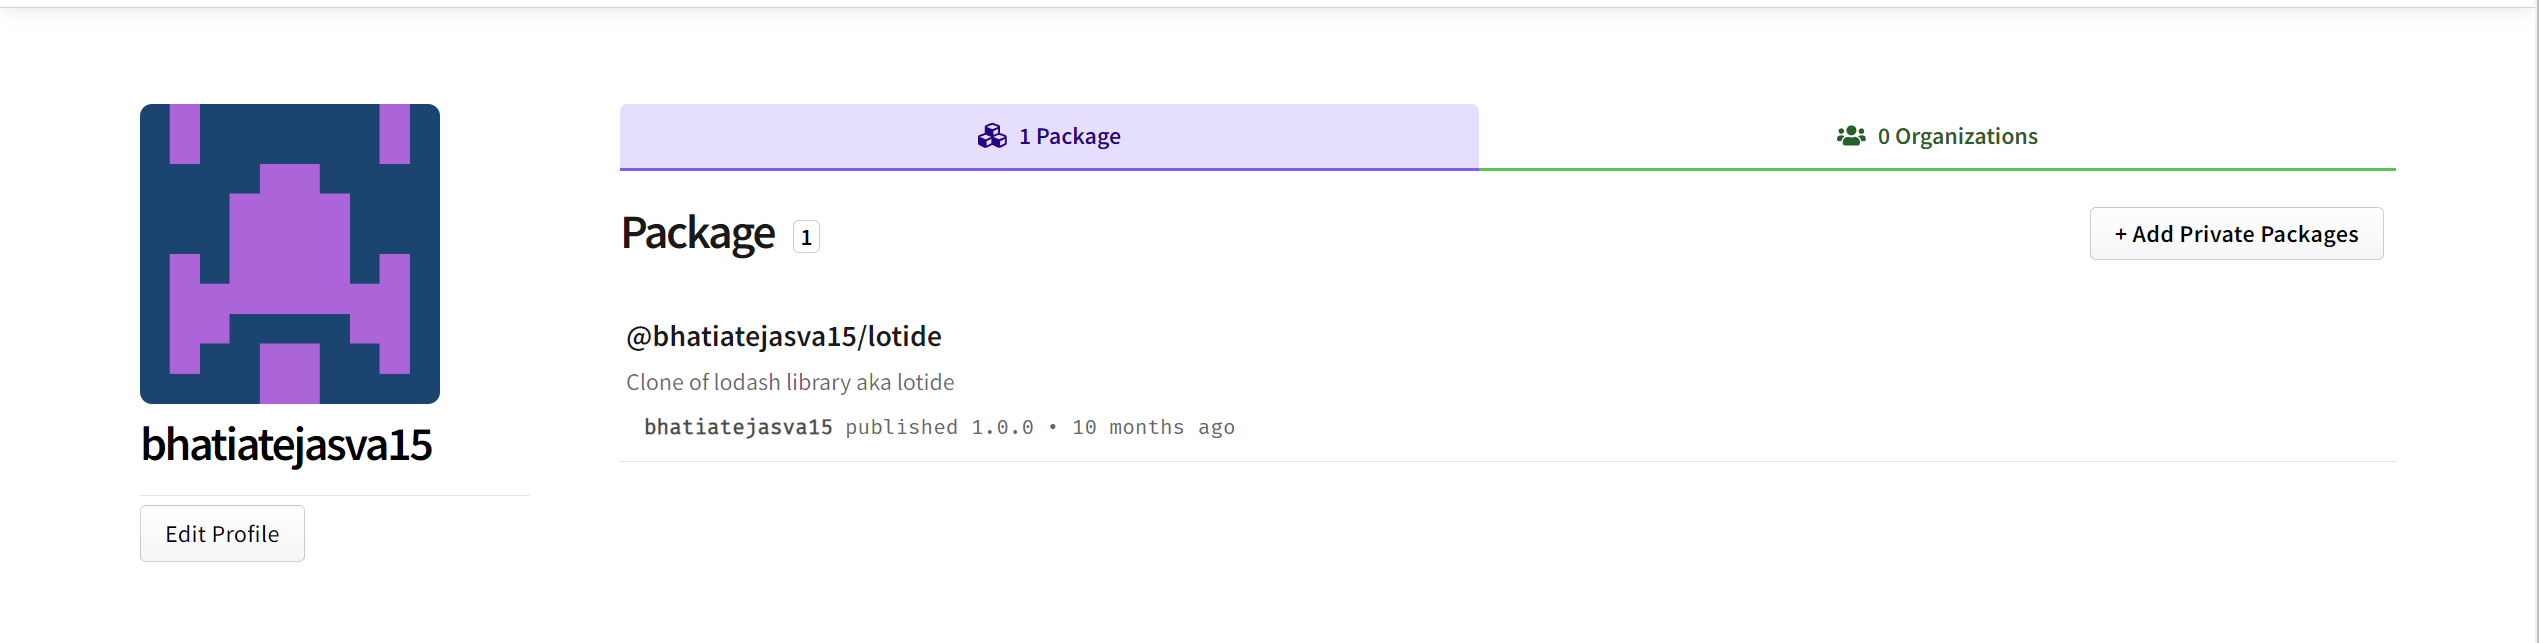 1 Package
0 Organizations
Package 1
+ Add Private Packages
@bhatiatejasva15/lotide
Clone of lodash library aka lotide
bhatiatejasva15 published 1.0.0 • 10 months ago
bhatiatejasva15
Edit Profile